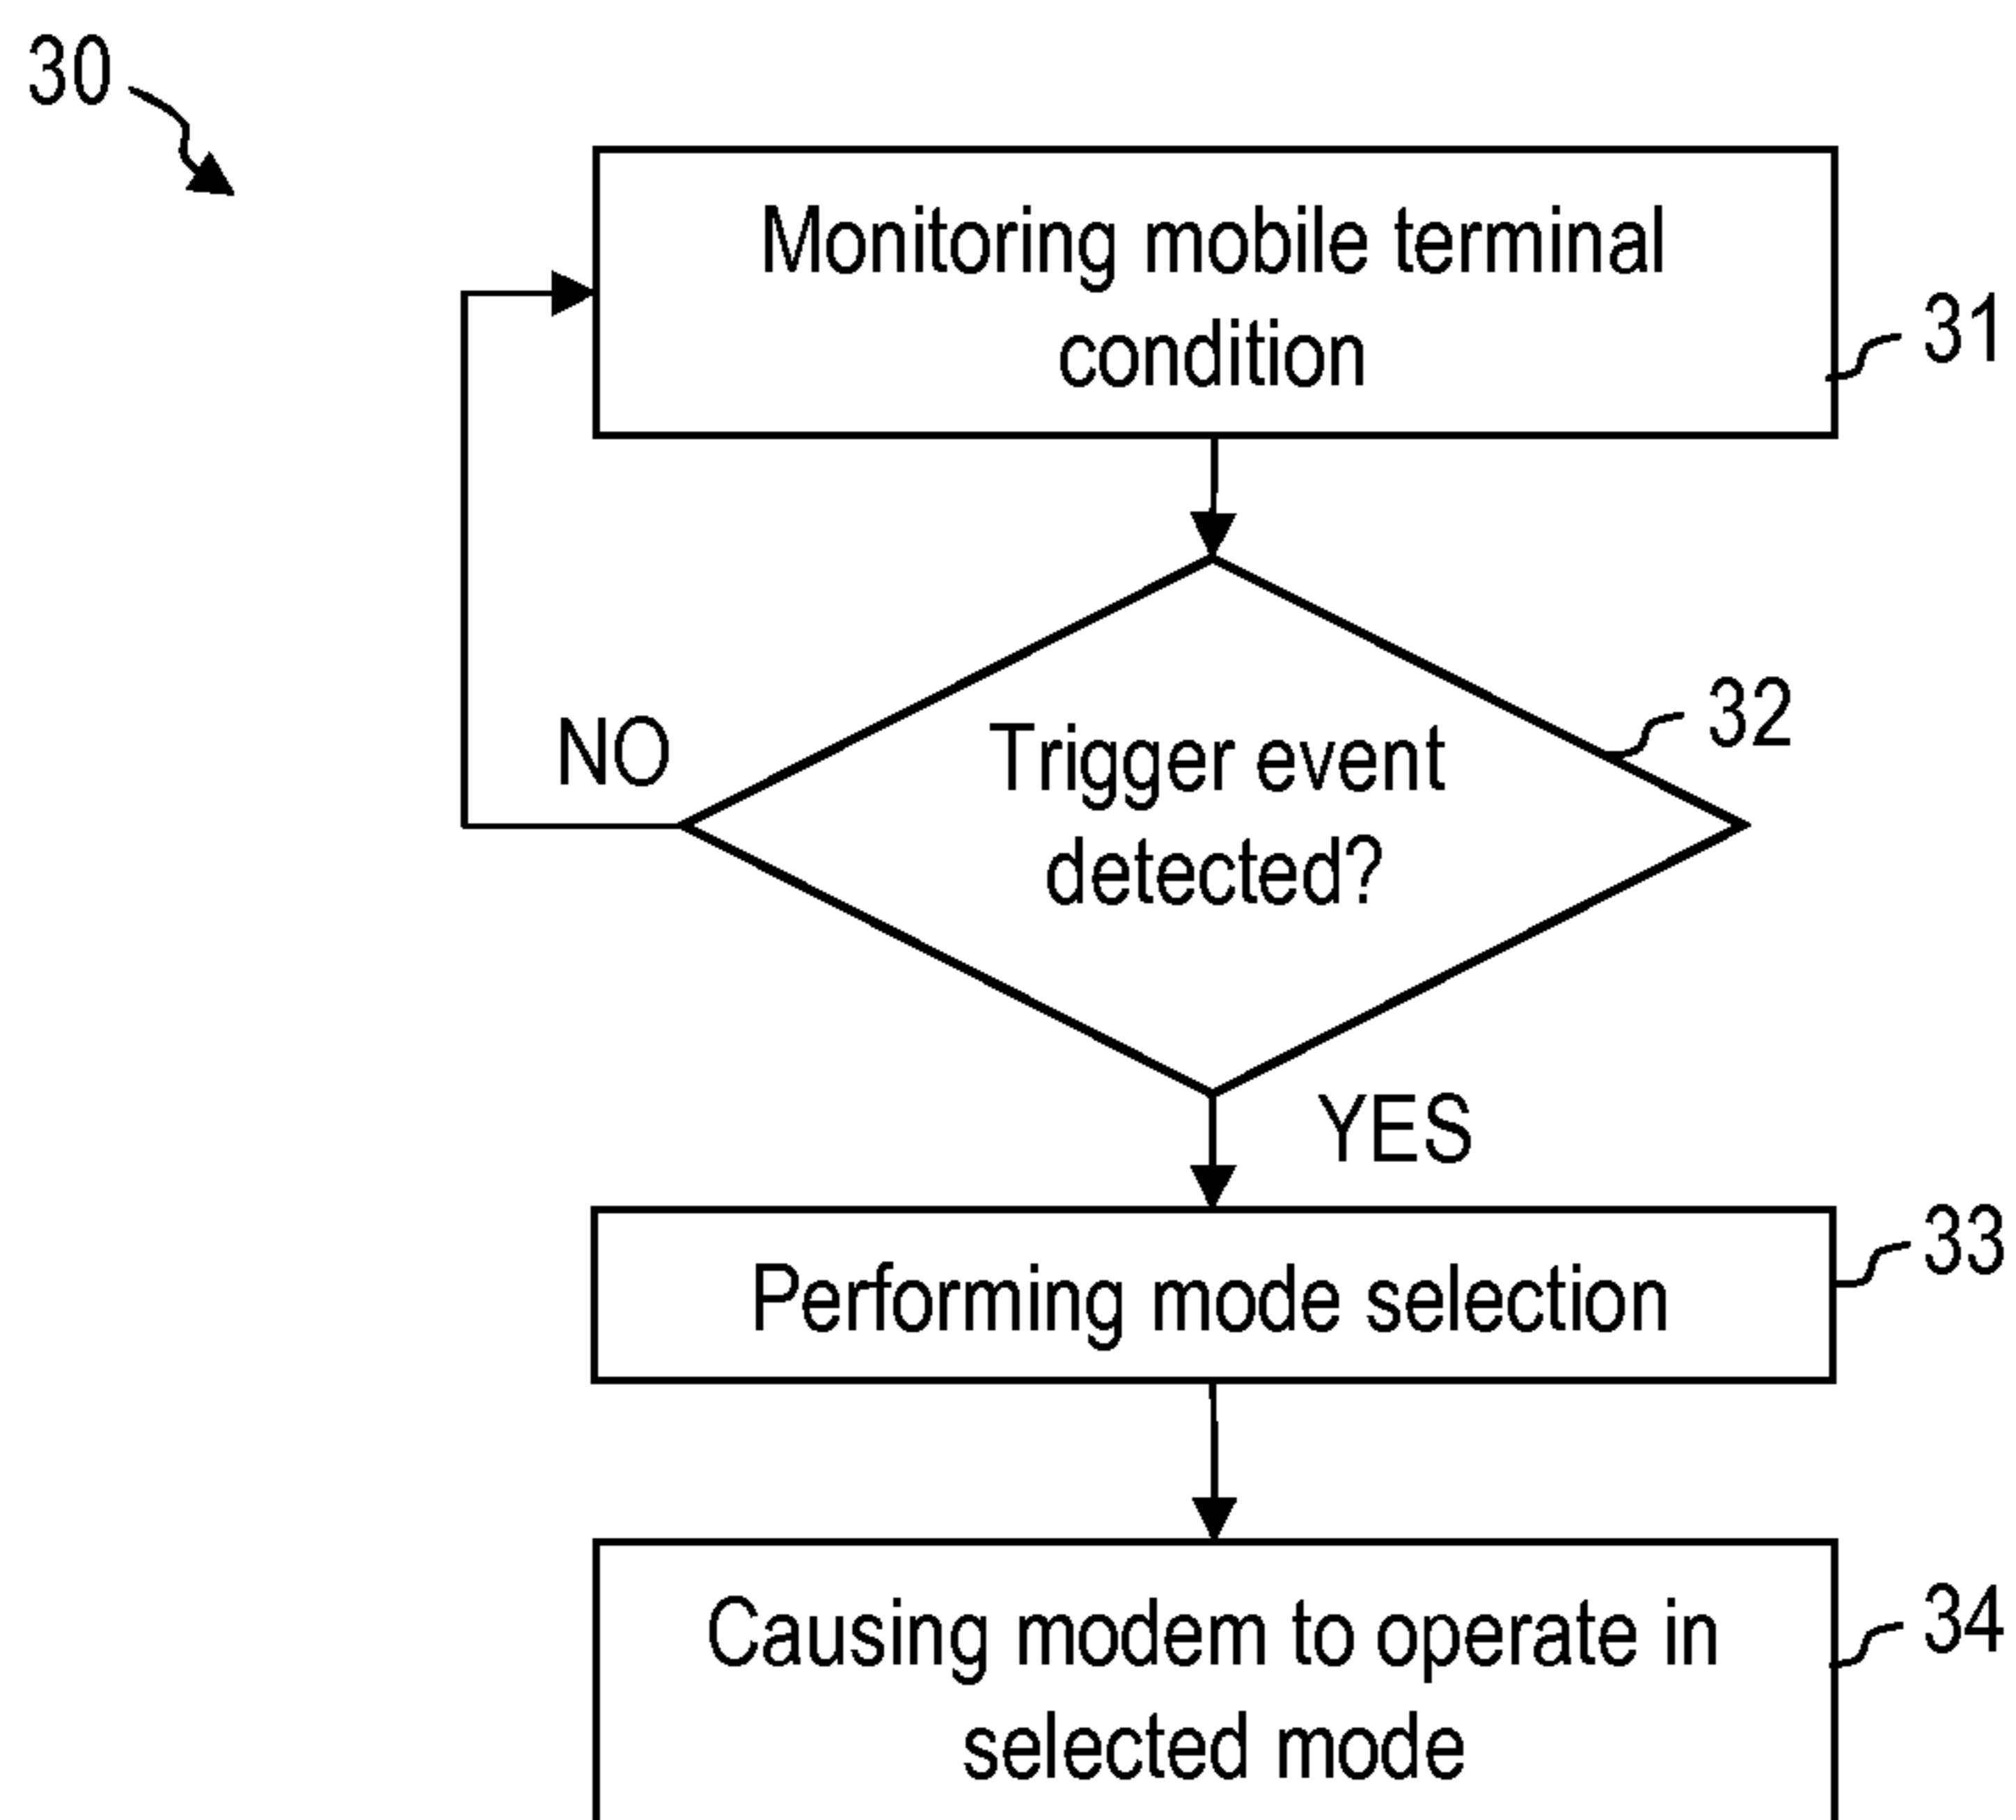 30
Monitoring mobile terminal
condition
31
Trigger event
detected?
32
NO
YES
Performing mode selection
33
Causing modem to operate in
selected mode
34